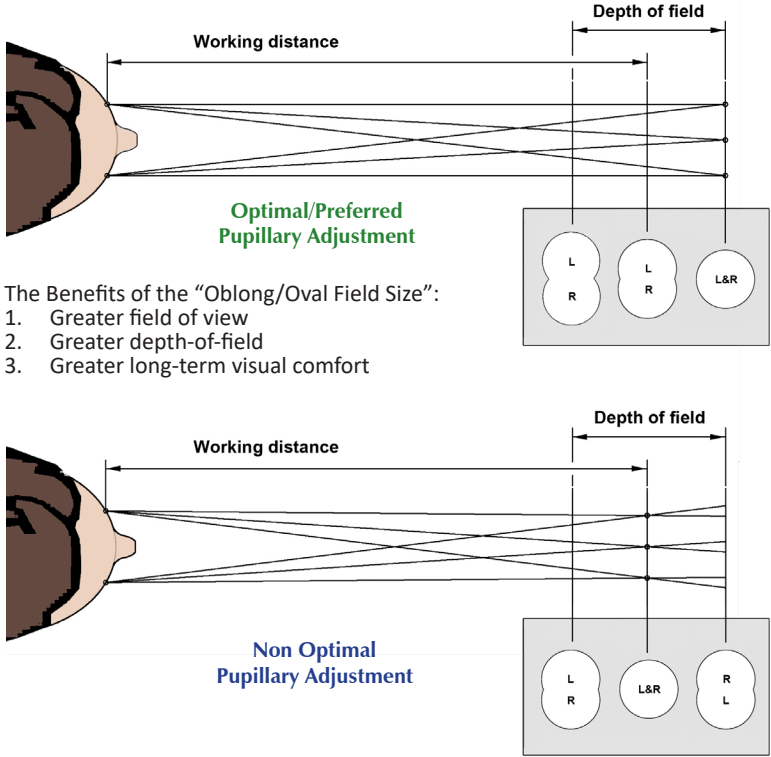 Depth of field
Working distance
Optimal/Preferred
Pupillary Adjustment
L
R
L
R
L&R
The Benefits of the “Oblong/Oval Field Size”:
1. Greater field of view
2. Greater depth-of-field
3. Greater long-term visual comfort
Depth of field
Working distance
Non Optimal
Pupillary Adjustment
L
R
L&R
R
L